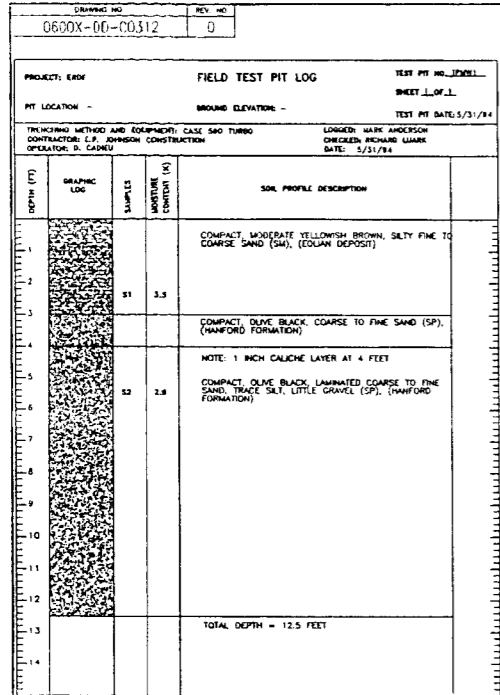 DRAWING NO REV. NO
0600X-DD-C0312 0
PROJECT: ERDF FIELD TEST PIT LOG TEST PIT NO.
SHEET 1 OF 1
PIT LOCATION - GROUND ELEVATION: - TEST PIT DATE: 5/31/94
TRENCHING METHOD AND EQUIPMENT: CASE 580 TURBO LOGGED: MARK ANDERSON
CONTRACTOR: L.P. JOHNSON CONSTRUCTION CHECKED: RICHARD LUARK
OPERATOR: D. CADIEU DATE: 5/31/94
DEPTH (FT) GRAPHIC LOG SAMPLES MOISTURE CONTENT (%) SOIL PROFILE DESCRIPTION
COMPACT, MODERATE YELLOWISH BROWN, SILTY FINE TO
1 COARSE SAND (SM), (EOLIAN DEPOSIT)
2 S1 3.5
3 COMPACT, OLIVE BLACK, COARSE TO FINE SAND (SP),
(HANFORD FORMATION)
4 NOTE: 1 INCH CALICHE LAYER AT 4 FEET
5 S2 2.9 COMPACT, OLIVE BLACK, LAMINATED COARSE TO FINE
SAND, TRACE SILT, LITTLE GRAVEL (SP), (HANFORD
FORMATION)
6
7
8
9
10
11
12
13 TOTAL DEPTH = 12.5 FEET
14